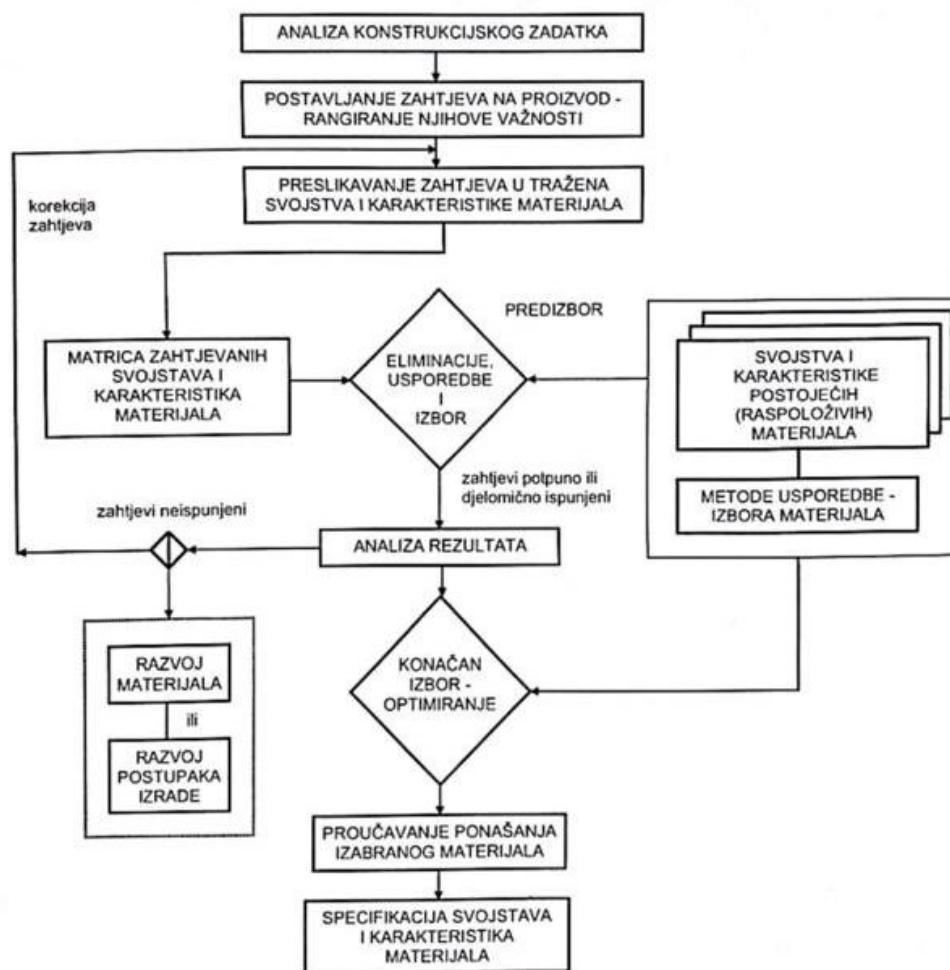 ANALIZA KONSTRUKCIJSKOG ZADATKA
POSTAVLJANJE ZAHTJEVA NA PROIZVOD -
RANGIRANJE NJIHOVE VAŽNOSTI
PRESLIKAVANJE ZAHTJEVA U TRAŽENA
SVOJSTVA I KARAKTERISTIKE MATERIJALA
korekcija
zahtjeva
PREDIZBOR
MATRICA ZAHTJEVANIH
SVOJSTAVA I
KARAKTERISTIKA
MATERIJALA
ELIMINACIJE,
USPOREDBE
I
IZBOR
SVOJSTVA I
KARAKTERISTIKE
POSTOJEĆIH
(RASPOLOŽIVIH)
MATERIJALA
METODE USPOREDBE -
IZBORA MATERIJALA
zahtjevi potpuno ili
djelomično ispunjeni
zahtjevi neispunjeni
ANALIZA REZULTATA
RAZVOJ
MATERIJALA
ili
RAZVOJ
POSTUPAKA
IZRADE
KONAČAN
IZBOR -
OPTIMIRANJE
PROUČAVANJE PONAŠANJA
IZABRANOG MATERIJALA
SPECIFIKACIJA SVOJSTAVA
I KARAKTERISTIKA
MATERIJALA